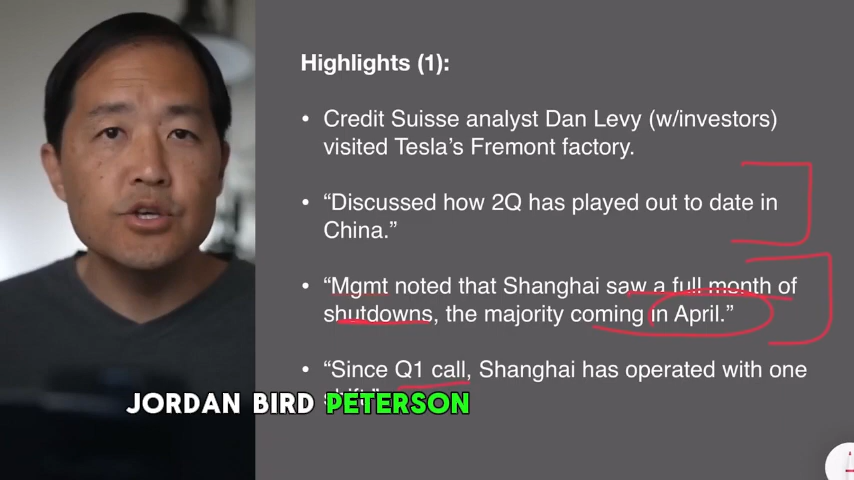 Highlights (1):
• Credit Suisse analyst Dan Levy (w/investors)
visited Tesla’s Fremont factory.
• “Discussed how 2Q has played out to date in
China.”
• “Mgmt noted that Shanghai saw a full month of
shutdowns, the majority coming in April.”
• “Since Q1 call, Shanghai has operated with one
JORDAN BIRD PETERSON